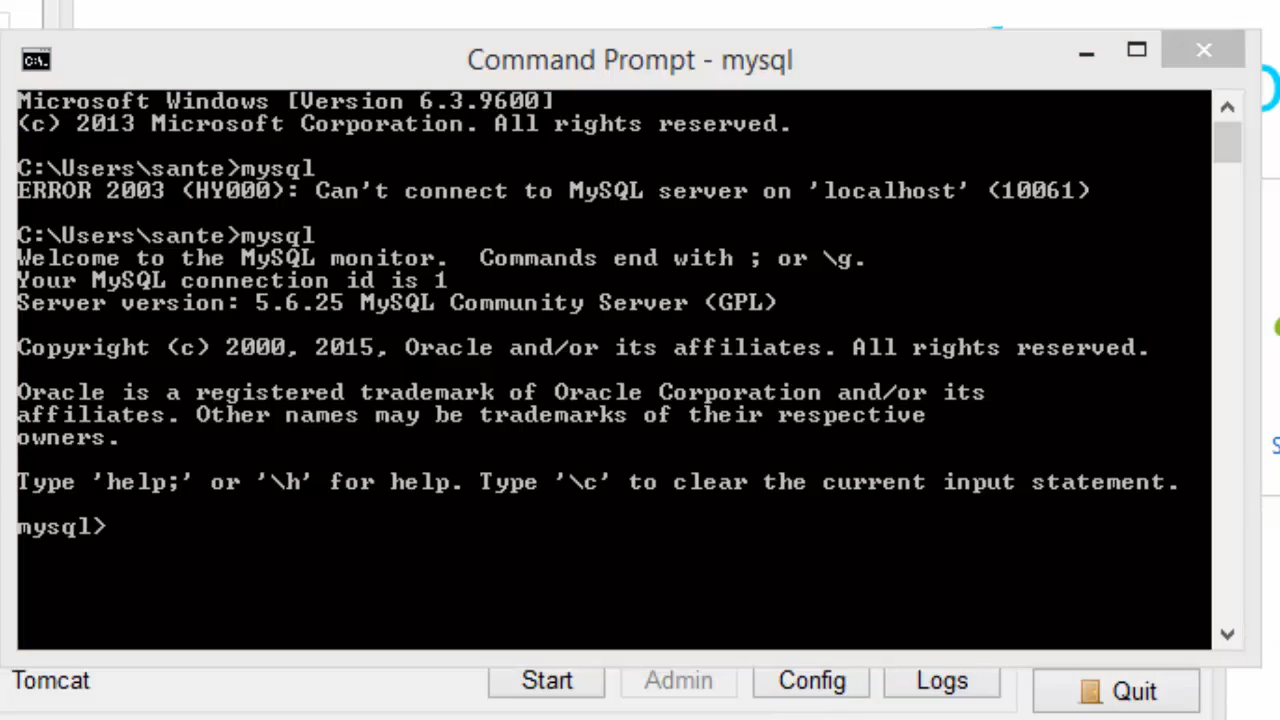 Command Prompt - mysql
Microsoft Windows [Version 6.3.9600]
(c) 2013 Microsoft Corporation. All rights reserved.
C:\Users\sante>mysql
ERROR 2003 (HY000): Can't connect to MySQL server on 'localhost' (10061)
C:\Users\sante>mysql
Welcome to the MySQL monitor.  Commands end with ; or \g.
Your MySQL connection id is 1
Server version: 5.6.25 MySQL Community Server (GPL)
Copyright (c) 2000, 2015, Oracle and/or its affiliates. All rights reserved.
Oracle is a registered trademark of Oracle Corporation and/or its
affiliates. Other names may be trademarks of their respective
owners.
Type 'help;' or '\h' for help. Type '\c' to clear the current input statement.
mysql>
Tomcat Start Admin Config Logs Quit